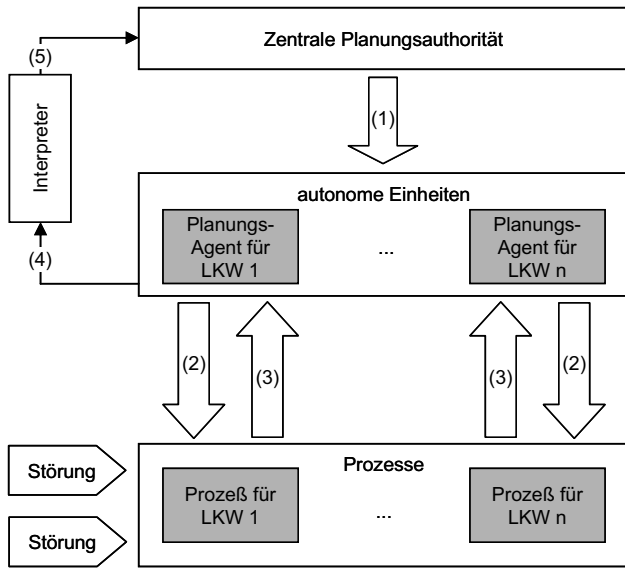 (5)
Zentrale Planungsauthorität
Interpreter
(1)
(4)
autonome Einheiten
Planungs-
Agent für
LKW 1
...
Planungs-
Agent für
LKW n
(2)
(3)
(3)
(2)
Störung
Störung
Prozesse
Prozeß für
LKW 1
...
Prozeß für
LKW n